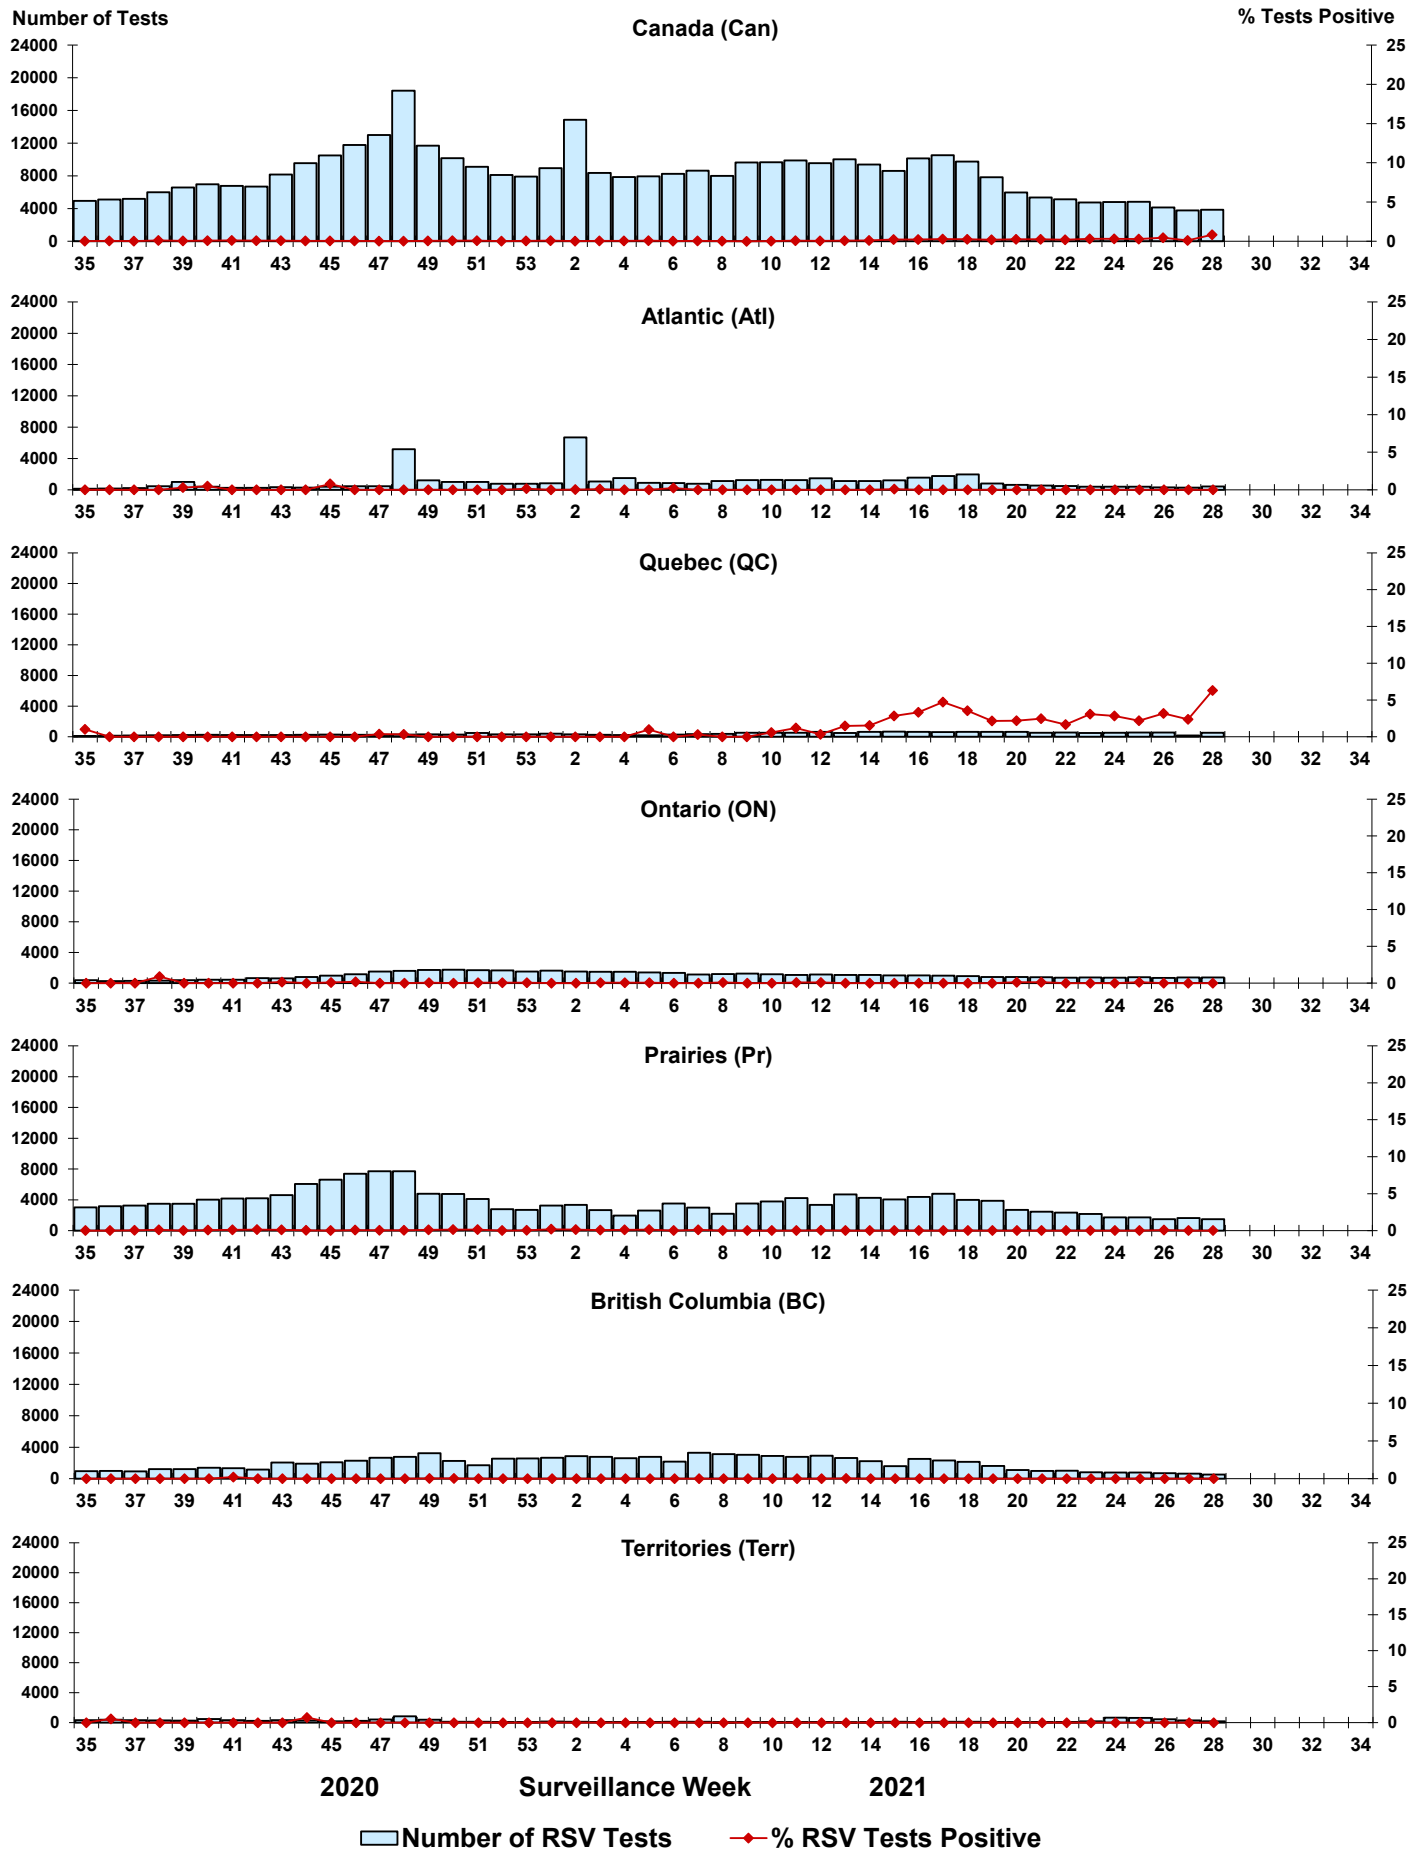 Number of Tests
% Tests Positive
Canada (Can)
24000 25
20000 20
16000 15
12000 10
8000 5
4000 0
0
35 37 39 41 43 45 47 49 51 53 2 4 6 8 10 12 14 16 18 20 22 24 26 28 30 32 34
Atlantic (Atl)
24000 25
20000 20
16000 15
12000 10
8000 5
4000 0
0
35 37 39 41 43 45 47 49 51 53 2 4 6 8 10 12 14 16 18 20 22 24 26 28 30 32 34
Quebec (QC)
24000 25
20000 20
16000 15
12000 10
8000 5
4000 0
0
35 37 39 41 43 45 47 49 51 53 2 4 6 8 10 12 14 16 18 20 22 24 26 28 30 32 34
Ontario (ON)
24000 25
20000 20
16000 15
12000 10
8000 5
4000 0
0
35 37 39 41 43 45 47 49 51 53 2 4 6 8 10 12 14 16 18 20 22 24 26 28 30 32 34
Prairies (Pr)
24000 25
20000 20
16000 15
12000 10
8000 5
4000 0
0
35 37 39 41 43 45 47 49 51 53 2 4 6 8 10 12 14 16 18 20 22 24 26 28 30 32 34
British Columbia (BC)
24000 25
20000 20
16000 15
12000 10
8000 5
4000 0
0
35 37 39 41 43 45 47 49 51 53 2 4 6 8 10 12 14 16 18 20 22 24 26 28 30 32 34
Territories (Terr)
24000 25
20000 20
16000 15
12000 10
8000 5
4000 0
0
35 37 39 41 43 45 47 49 51 53 2 4 6 8 10 12 14 16 18 20 22 24 26 28 30 32 34
2020 Surveillance Week 2021
Number of RSV Tests % RSV Tests Positive